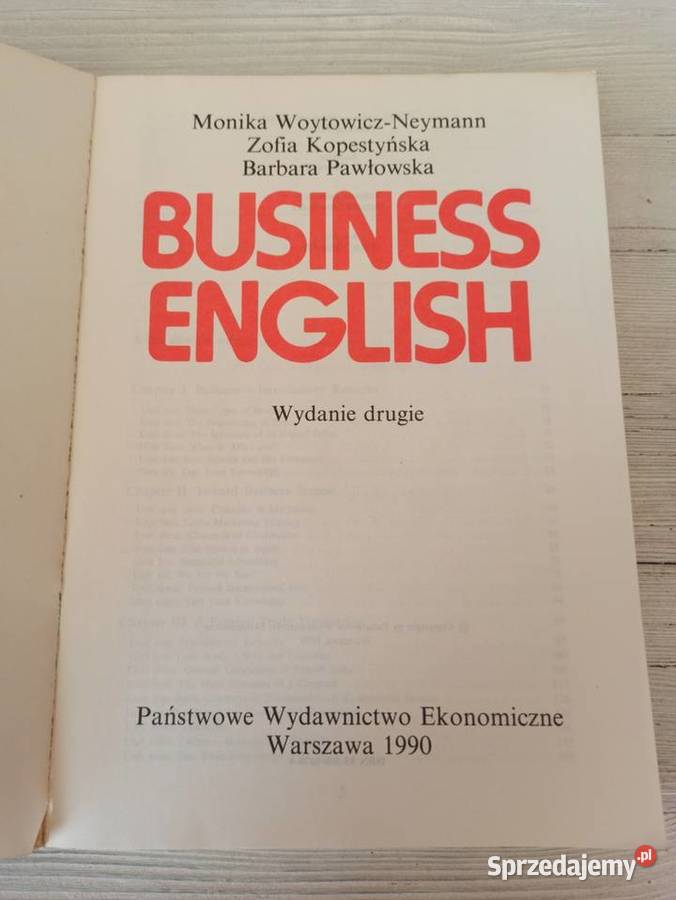 Monika Woytowicz-Neymann
Zofia Kopestyńska
Barbara Pawłowska
BUSINESS
ENGLISH
Wydanie drugie
Państwowe Wydawnictwo Ekonomiczne
Warszawa 1990
Sprzedajemy.pl